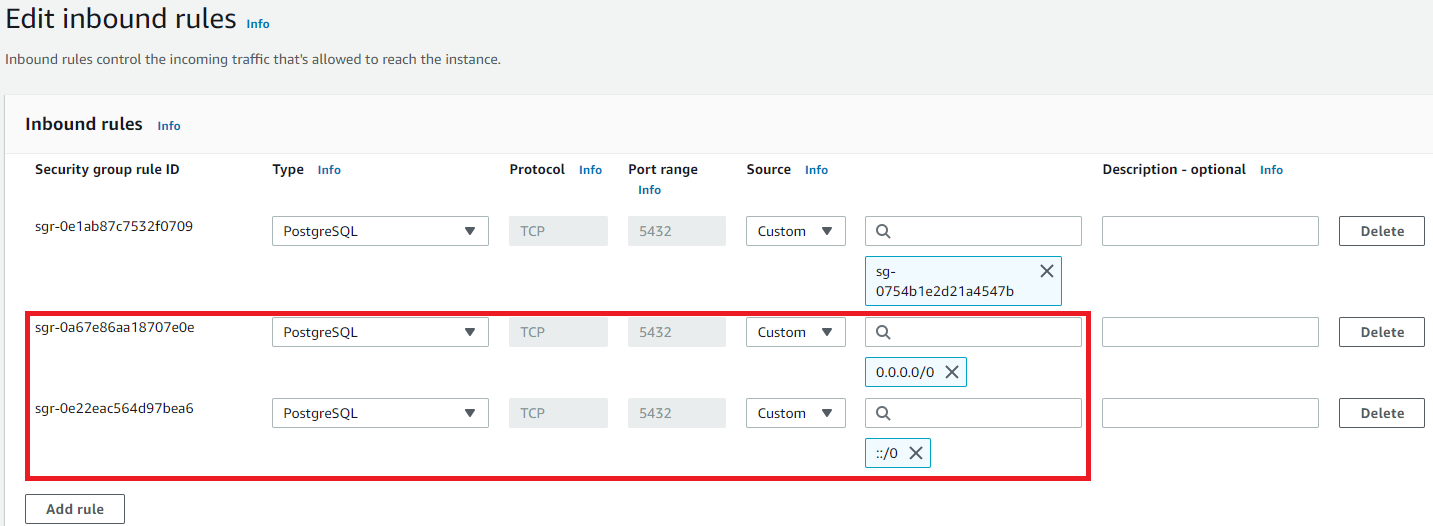 Edit inbound rules Info
Inbound rules control the incoming traffic that's allowed to reach the instance.
Inbound rules Info
Security group rule ID Type Info Protocol Info Port range Info Source Info Description - optional Info
sgr-0e1ab87c7532f0709 PostgreSQL TCP 5432 Custom Delete
sg-
0754b1e2d21a4547b
sgr-0a67e86aa18707e0e PostgreSQL TCP 5432 Custom Delete
0.0.0.0/0
sgr-0e22eac564d97bea6 PostgreSQL TCP 5432 Custom Delete
::/0
Add rule